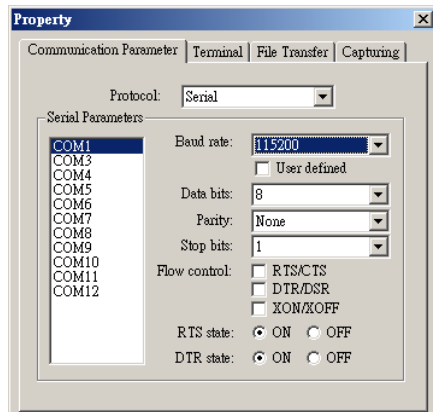 Property
Communication Parameter Terminal File Transfer Capturing
Protocol: Serial
Serial Parameters
COM1
COM3
COM4
COM5
COM6
COM7
COM8
COM9
COM10
COM11
COM12
Baud rate: 115200
User defined
Data bits: 8
Parity: None
Stop bits: 1
Flow control: RTS/CTS
DTR/DSR
XON/XOFF
RTS state: ON OFF
DTR state: ON OFF